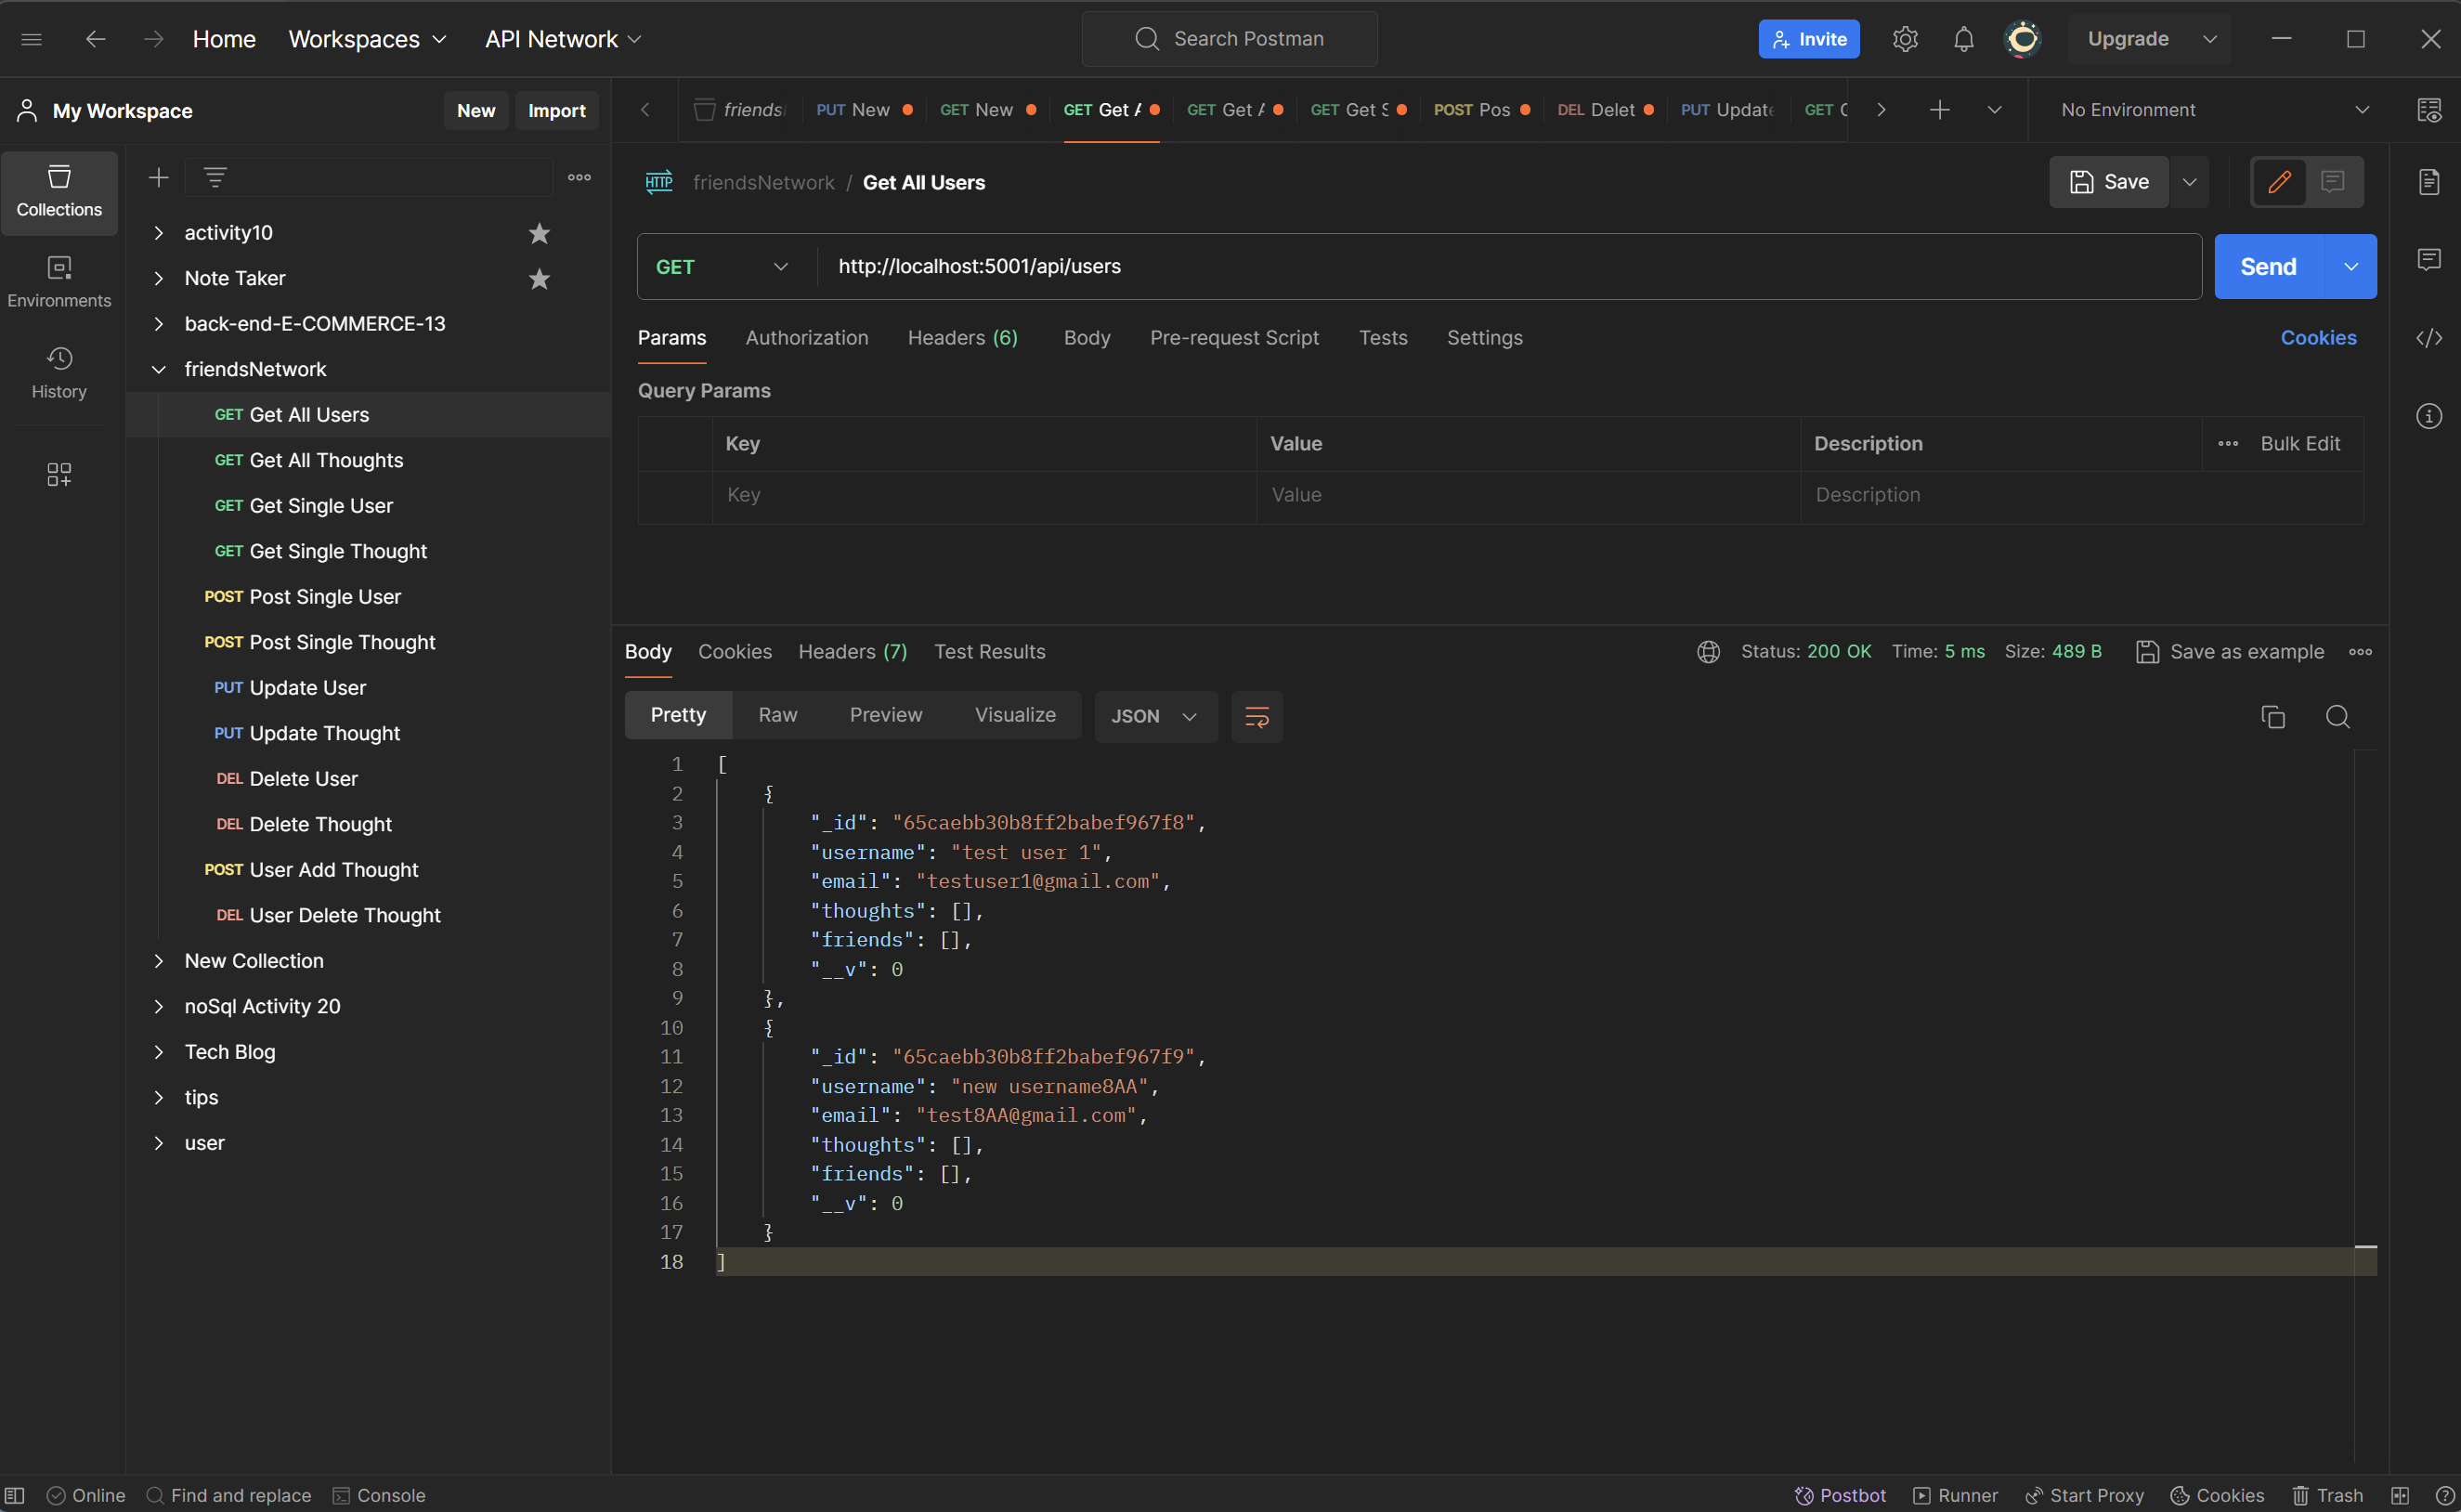 Home Workspaces API Network Search Postman Invite Upgrade
My Workspace New Import
friends PUT New GET New GET Get A GET Get A GET Get S POST Pos DEL Delet PUT Update GET No Environment
Collections
Environments
History
activity10
Note Taker
back-end-E-COMMERCE-13
friendsNetwork
GET Get All Users
GET Get All Thoughts
GET Get Single User
GET Get Single Thought
POST Post Single User
POST Post Single Thought
PUT Update User
PUT Update Thought
DEL Delete User
DEL Delete Thought
POST User Add Thought
DEL User Delete Thought
New Collection
noSql Activity 20
Tech Blog
tips
user
HTTP friendsNetwork / Get All Users Save
GET http://localhost:5001/api/users Send
Params Authorization Headers (6) Body Pre-request Script Tests Settings Cookies
Query Params
Key Value Description Bulk Edit
Key Value Description
Body Cookies Headers (7) Test Results Status: 200 OK Time: 5 ms Size: 489 B Save as example
Pretty Raw Preview Visualize JSON
1 [
2 {
3 "_id": "65caebb30b8ff2babef967f8",
4 "username": "test user 1",
5 "email": "testuser1@gmail.com",
6 "thoughts": [],
7 "friends": [],
8 "__v": 0
9 },
10 {
11 "_id": "65caebb30b8ff2babef967f9",
12 "username": "new username8AA",
13 "email": "test8AA@gmail.com",
14 "thoughts": [],
15 "friends": [],
16 "__v": 0
17 }
18 ]
Online Find and replace Console Postbot Runner Start Proxy Cookies Trash